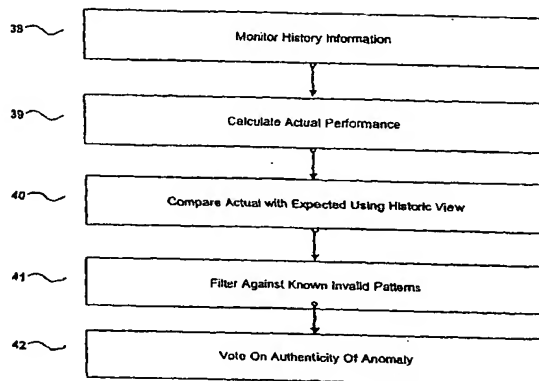 38 Monitor History Information
39 Calculate Actual Performance
40 Compare Actual with Expected Using Historic View
41 Filter Against Known Invalid Patterns
42 Vote On Authenticity Of Anomaly